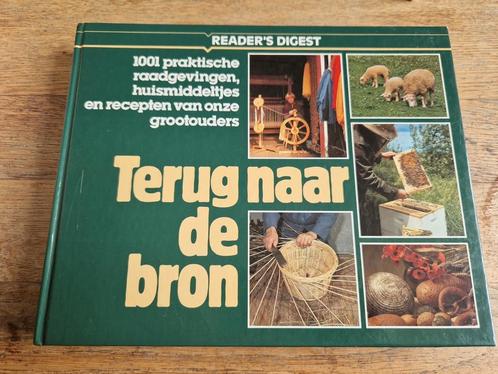 READER'S DIGEST
1001 praktische
raadgevingen,
huismiddeltjes
en recepten van onze
grootouders
Terug naar
de
bron